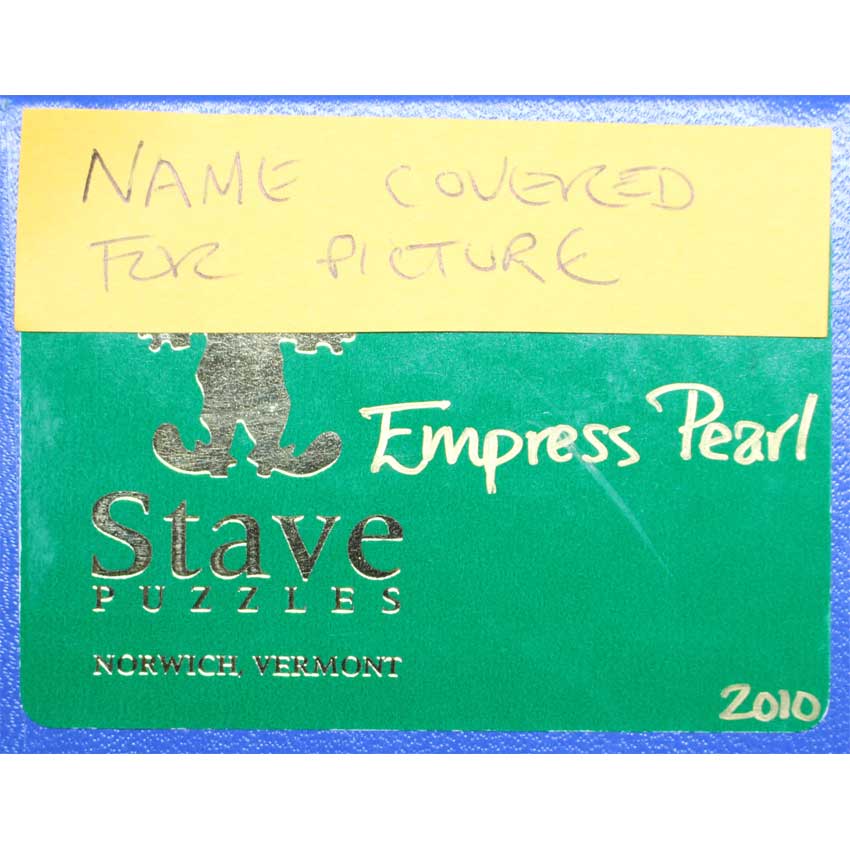 NAME COVERED
FOR PICTURE
Empress Pearl
Stave
PUZZLES
NORWICH, VERMONT
2010